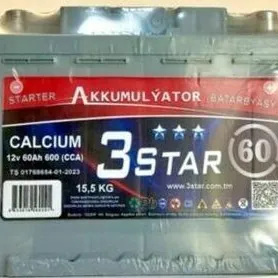 STARTER AKKUMULÝATOR BATARBÝASY
CALCIUM
12v 60Ah 600 (CCA)
TS 01768654-01-2023
3STAR
60
15,5 KG
www.3star.com.tm